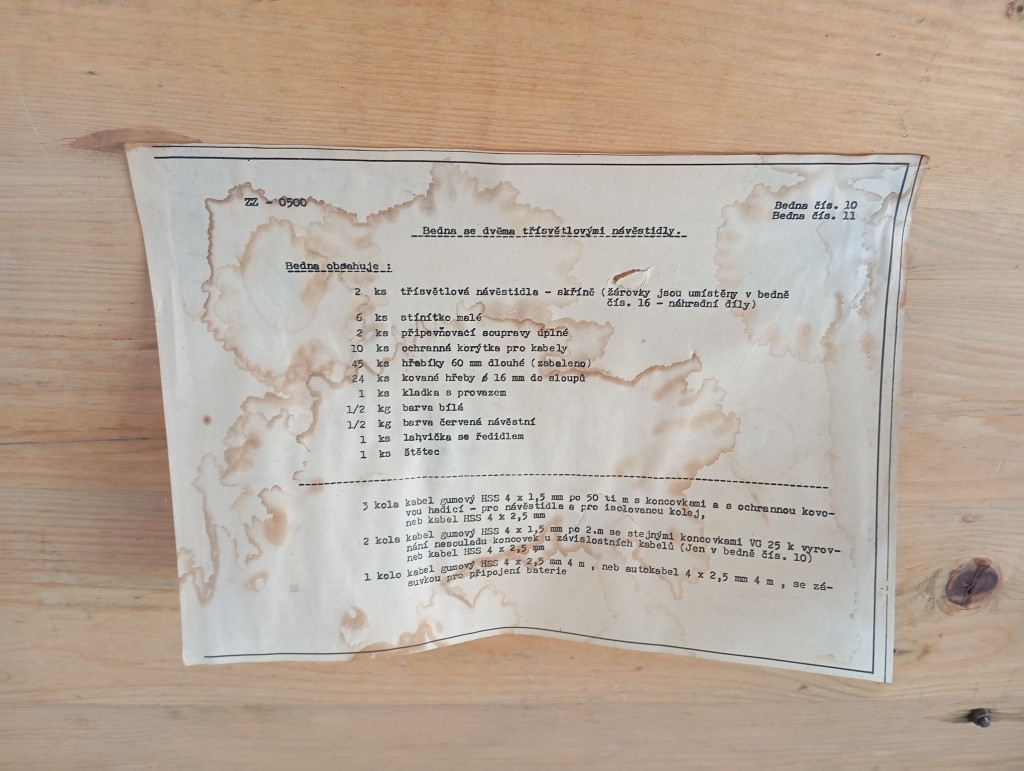 ZZ - 0500
Bedna čís. 10
Bedna čís. 11
Bedna se dvěma třísvětlovými návěstidly.
Bedna obsahuje :
2 ks třísvětlová návěstidla - skříně (žárovky jsou umístěny v bedně
čís. 16 - náhradní díly)
6 ks stínítko malé
2 ks připevňovací soupravy úplné
10 ks ochranné korýtka pro kabely
45 ks hřebíky 60 mm dlouhé (zabaleno)
24 ks kované hřeby ø 16 mm do sloupů
1 ks kladka s provazem
1/2 kg barva bílá
1/2 kg barva červená návěstní
1 ks lahvička se ředidlem
1 ks štětec
3 kola kabel gumový HSS 4 x 1,5 mm po 50 ti m s koncovkami a s ochrannou kovo-
vou hadicí - pro návěstidla a pro isolovanou kolej,
neb kabel HSS 4 x 2,5 mm
2 kola kabel gumový HSS 4 x 1,5 mm po 2.m se stejnými koncovkami VG 25 k vyrov-
nání nesouladu koncovek u závislostních kabelů (Jen v bedně čís. 10)
neb kabel HSS 4 x 2,5 mm
1 kolo kabel gumový HSS 4 x 2,5 mm 4 m , neb autokabel 4 x 2,5 mm 4 m , se zá-
suvkou pro připojení baterie